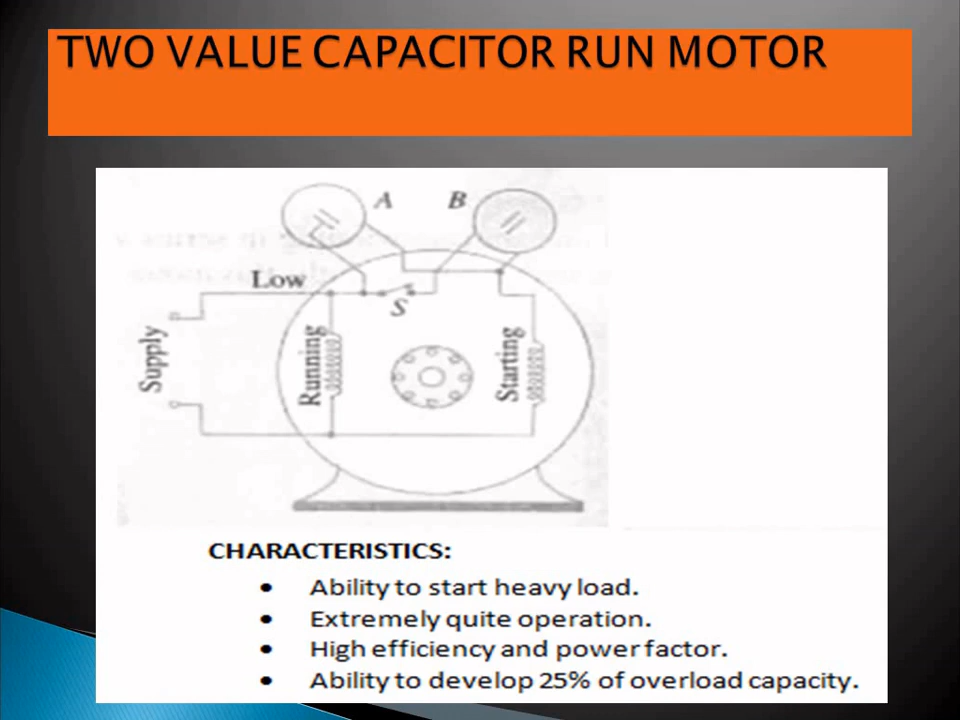 TWO VALUE CAPACITOR RUN MOTOR
A B
Low
S
Supply
Running
Starting
CHARACTERISTICS:
• Ability to start heavy load.
• Extremely quite operation.
• High efficiency and power factor.
• Ability to develop 25% of overload capacity.